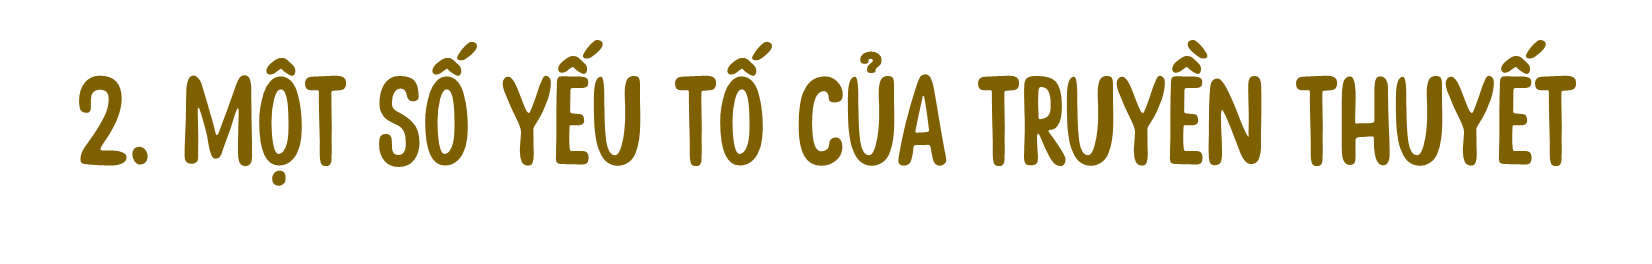 2. MỘT SỐ YẾU TỐ CỦA TRUYỀN THUYẾT